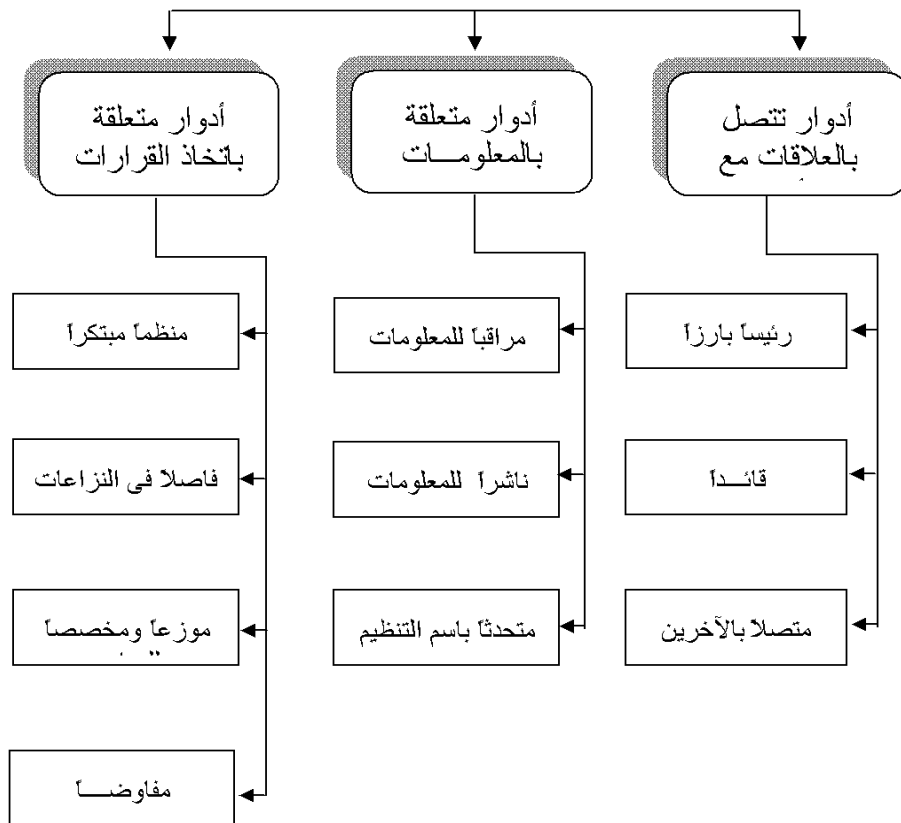 أدوار تتصل
بالعلاقات مع
أدوار متعلقة
بالمعلومـــات
أدوار متعلقة
باتخاذ القرارات
رئيساً بارزاً
قائــداً
متصلاً بالآخرين
مراقباً للمعلومات
ناشراً للمعلومات
متحدثاً باسم التنظيم
منظماً مبتكراً
فاصلاً فى النزاعات
موزعاً ومخصصاً
مفاوضـــاً